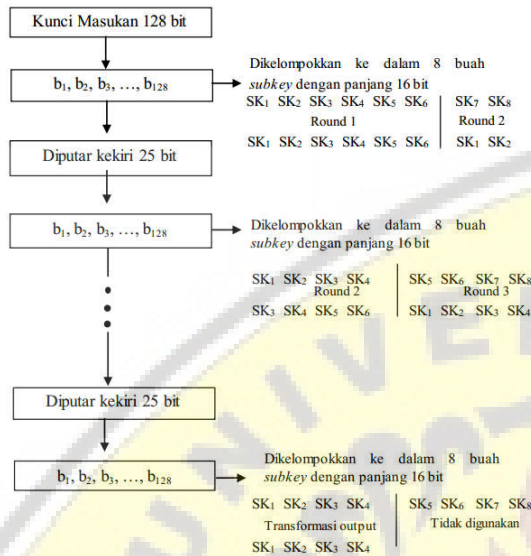 Kunci Masukan 128 bit
b₁, b₂, b₃, …, b₁₂₈
Dikelompokkan ke dalam 8 buah
subkey dengan panjang 16 bit
SK₁ SK₂ SK₃ SK₄ SK₅ SK₆ SK₇ SK₈
Round 1 Round 2
SK₁ SK₂ SK₃ SK₄ SK₅ SK₆ SK₁ SK₂
Diputar kekiri 25 bit
b₁, b₂, b₃, …, b₁₂₈
Dikelompokkan ke dalam 8 buah
subkey dengan panjang 16 bit
SK₁ SK₂ SK₃ SK₄ SK₅ SK₆ SK₇ SK₈
Round 2 Round 3
SK₃ SK₄ SK₅ SK₆ SK₁ SK₂ SK₃ SK₄
Diputar kekiri 25 bit
b₁, b₂, b₃, …, b₁₂₈
Dikelompokkan ke dalam 8 buah
subkey dengan panjang 16 bit
SK₁ SK₂ SK₃ SK₄ SK₅ SK₆ SK₇ SK₈
Transformasi output Tidak digunakan
SK₁ SK₂ SK₃ SK₄
UNIVE